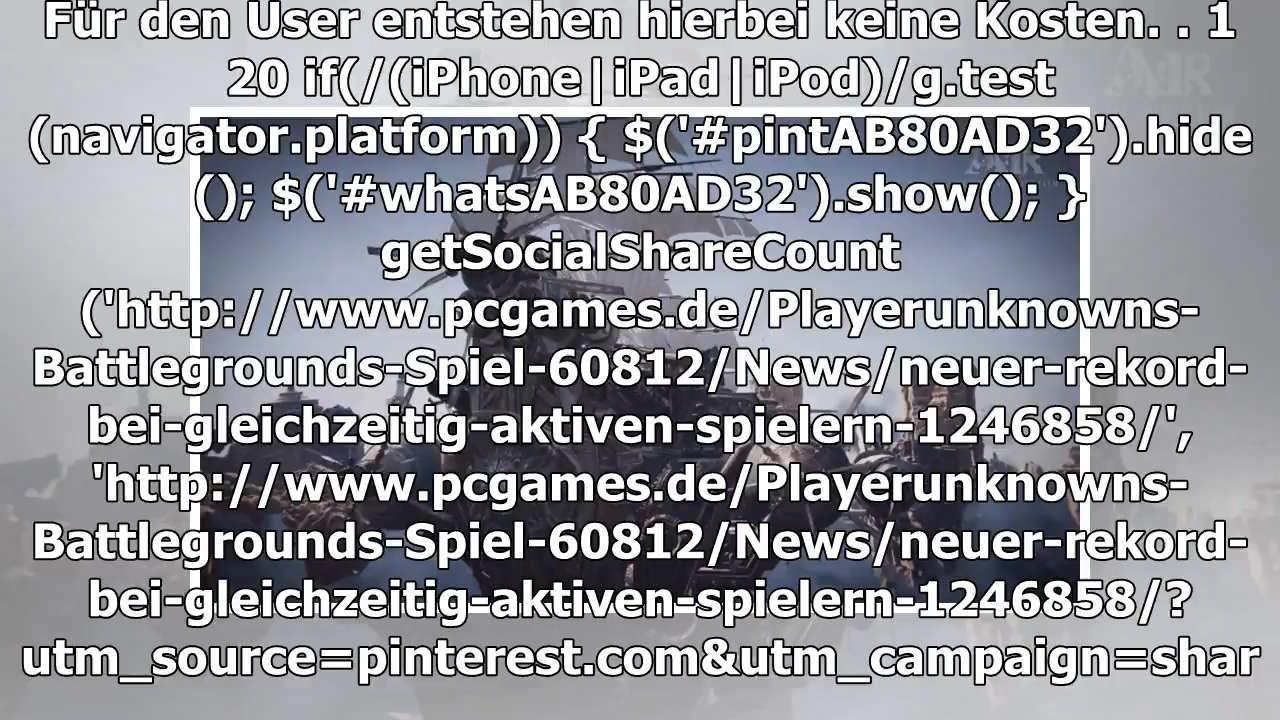 Für den User entstehen hierbei keine Kosten. . 1
20 if(/(iPhone|iPad|iPod)/g.test
(navigator.platform)) { $('#pintAB80AD32').hide
(); $('#whatsAB80AD32').show(); }
getSocialShareCount
('http://www.pcgames.de/Playerunknowns-
Battlegrounds-Spiel-60812/News/neuer-rekord-
bei-gleichzeitig-aktiven-spielern-1246858/',
'http://www.pcgames.de/Playerunknowns-
Battlegrounds-Spiel-60812/News/neuer-rekord-
bei-gleichzeitig-aktiven-spielern-1246858/?
utm_source=pinterest.com&utm_campaign=shar